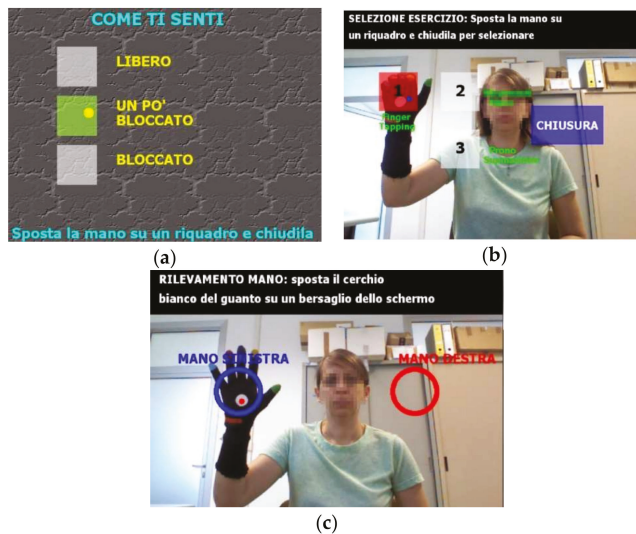 COME TI SENTI
LIBERO
UN PO'
BLOCCATO
BLOCCATO
Sposta la mano su un riquadro e chiudila
(a)
SELEZIONE ESERCIZIO: Sposta la mano su
un riquadro e chiudila per selezionare
1
2
3
Finger
Tapping
CHIUSURA
(b)
RILEVAMENTO MANO: sposta il cerchio
bianco del guanto su un bersaglio dello schermo
MANO SINISTRA
MANO DESTRA
(c)